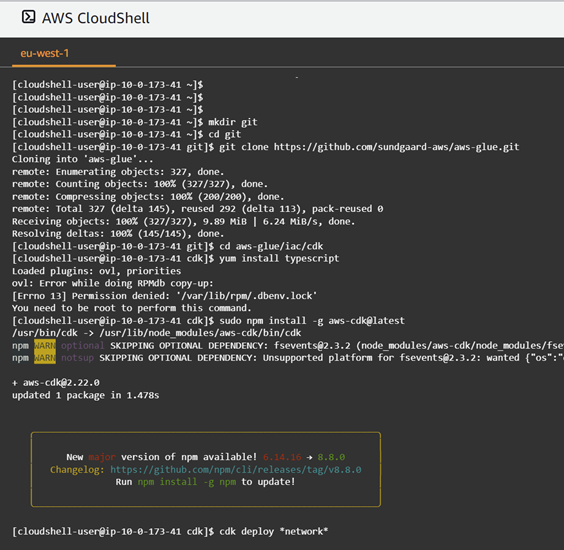 AWS CloudShell
eu-west-1
[cloudshell-user@ip-10-0-173-41 ~]$
[cloudshell-user@ip-10-0-173-41 ~]$
[cloudshell-user@ip-10-0-173-41 ~]$
[cloudshell-user@ip-10-0-173-41 ~]$ mkdir git
[cloudshell-user@ip-10-0-173-41 ~]$ cd git
[cloudshell-user@ip-10-0-173-41 git]$ git clone https://github.com/sundgaard-aws/aws-glue.git
Cloning into 'aws-glue'...
remote: Enumerating objects: 327, done.
remote: Counting objects: 100% (327/327), done.
remote: Compressing objects: 100% (200/200), done.
remote: Total 327 (delta 145), reused 292 (delta 113), pack-reused 0
Receiving objects: 100% (327/327), 9.89 MiB | 6.24 MiB/s, done.
Resolving deltas: 100% (145/145), done.
[cloudshell-user@ip-10-0-173-41 git]$ cd aws-glue/iac/cdk
[cloudshell-user@ip-10-0-173-41 cdk]$ yum install typescript
Loaded plugins: ovl, priorities
ovl: Error while doing RPMdb copy-up:
[Errno 13] Permission denied: '/var/lib/rpm/.dbenv.lock'
You need to be root to perform this command.
[cloudshell-user@ip-10-0-173-41 cdk]$ sudo npm install -g aws-cdk@latest
/usr/bin/cdk -> /usr/lib/node_modules/aws-cdk/bin/cdk
npm WARN optional SKIPPING OPTIONAL DEPENDENCY: fsevents@2.3.2 (node_modules/aws-cdk/node_modules/fse
npm WARN notsup SKIPPING OPTIONAL DEPENDENCY: Unsupported platform for fsevents@2.3.2: wanted {"os":"
+ aws-cdk@2.22.0
updated 1 package in 1.478s
New major version of npm available! 6.14.16 → 8.8.0
Changelog: https://github.com/npm/cli/releases/tag/v8.8.0
Run npm install -g npm to update!
[cloudshell-user@ip-10-0-173-41 cdk]$ cdk deploy *network*